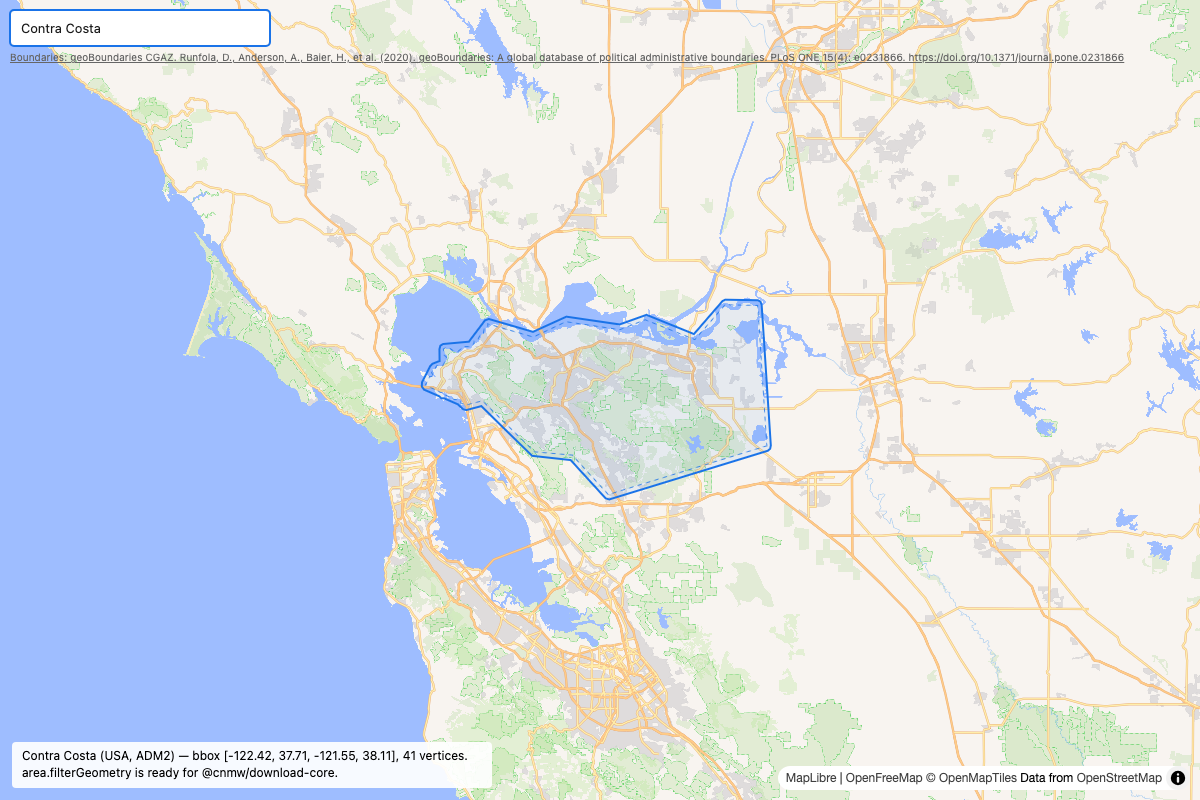 Contra Costa
Boundaries: geoBoundaries CGAZ. Runfola, D., Anderson, A., Baier, H., et al. (2020). geoBoundaries: A global database of political administrative boundaries. PLoS ONE 15(4): e0231866. https://doi.org/10.1371/journal.pone.0231866
Contra Costa (USA, ADM2) — bbox [-122.42, 37.71, -121.55, 38.11], 41 vertices.
area.filterGeometry is ready for @cnmw/download-core.
MapLibre | OpenFreeMap © OpenMapTiles Data from OpenStreetMap